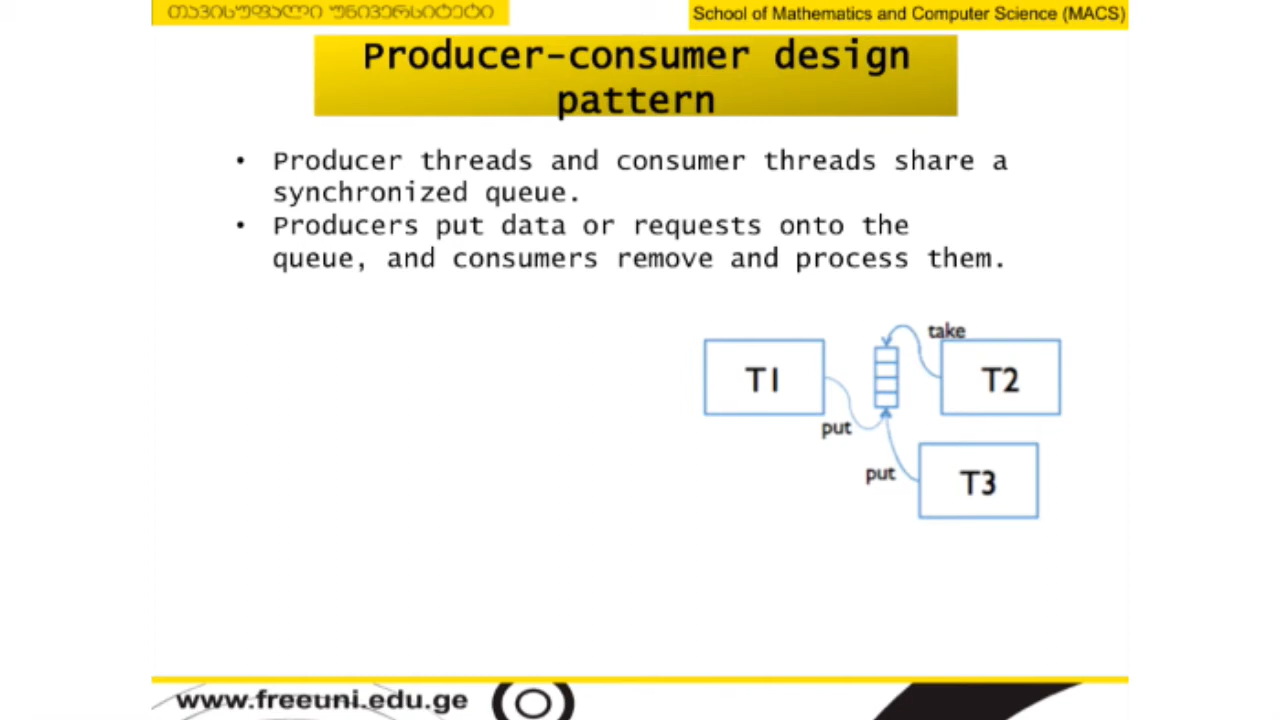 თავისუფალი უნივერსიტეტი
School of Mathematics and Computer Science (MACS)
Producer-consumer design
pattern
• Producer threads and consumer threads share a
synchronized queue.
• Producers put data or requests onto the
queue, and consumers remove and process them.
take
T1
T2
put
put
T3
www.freeuni.edu.ge